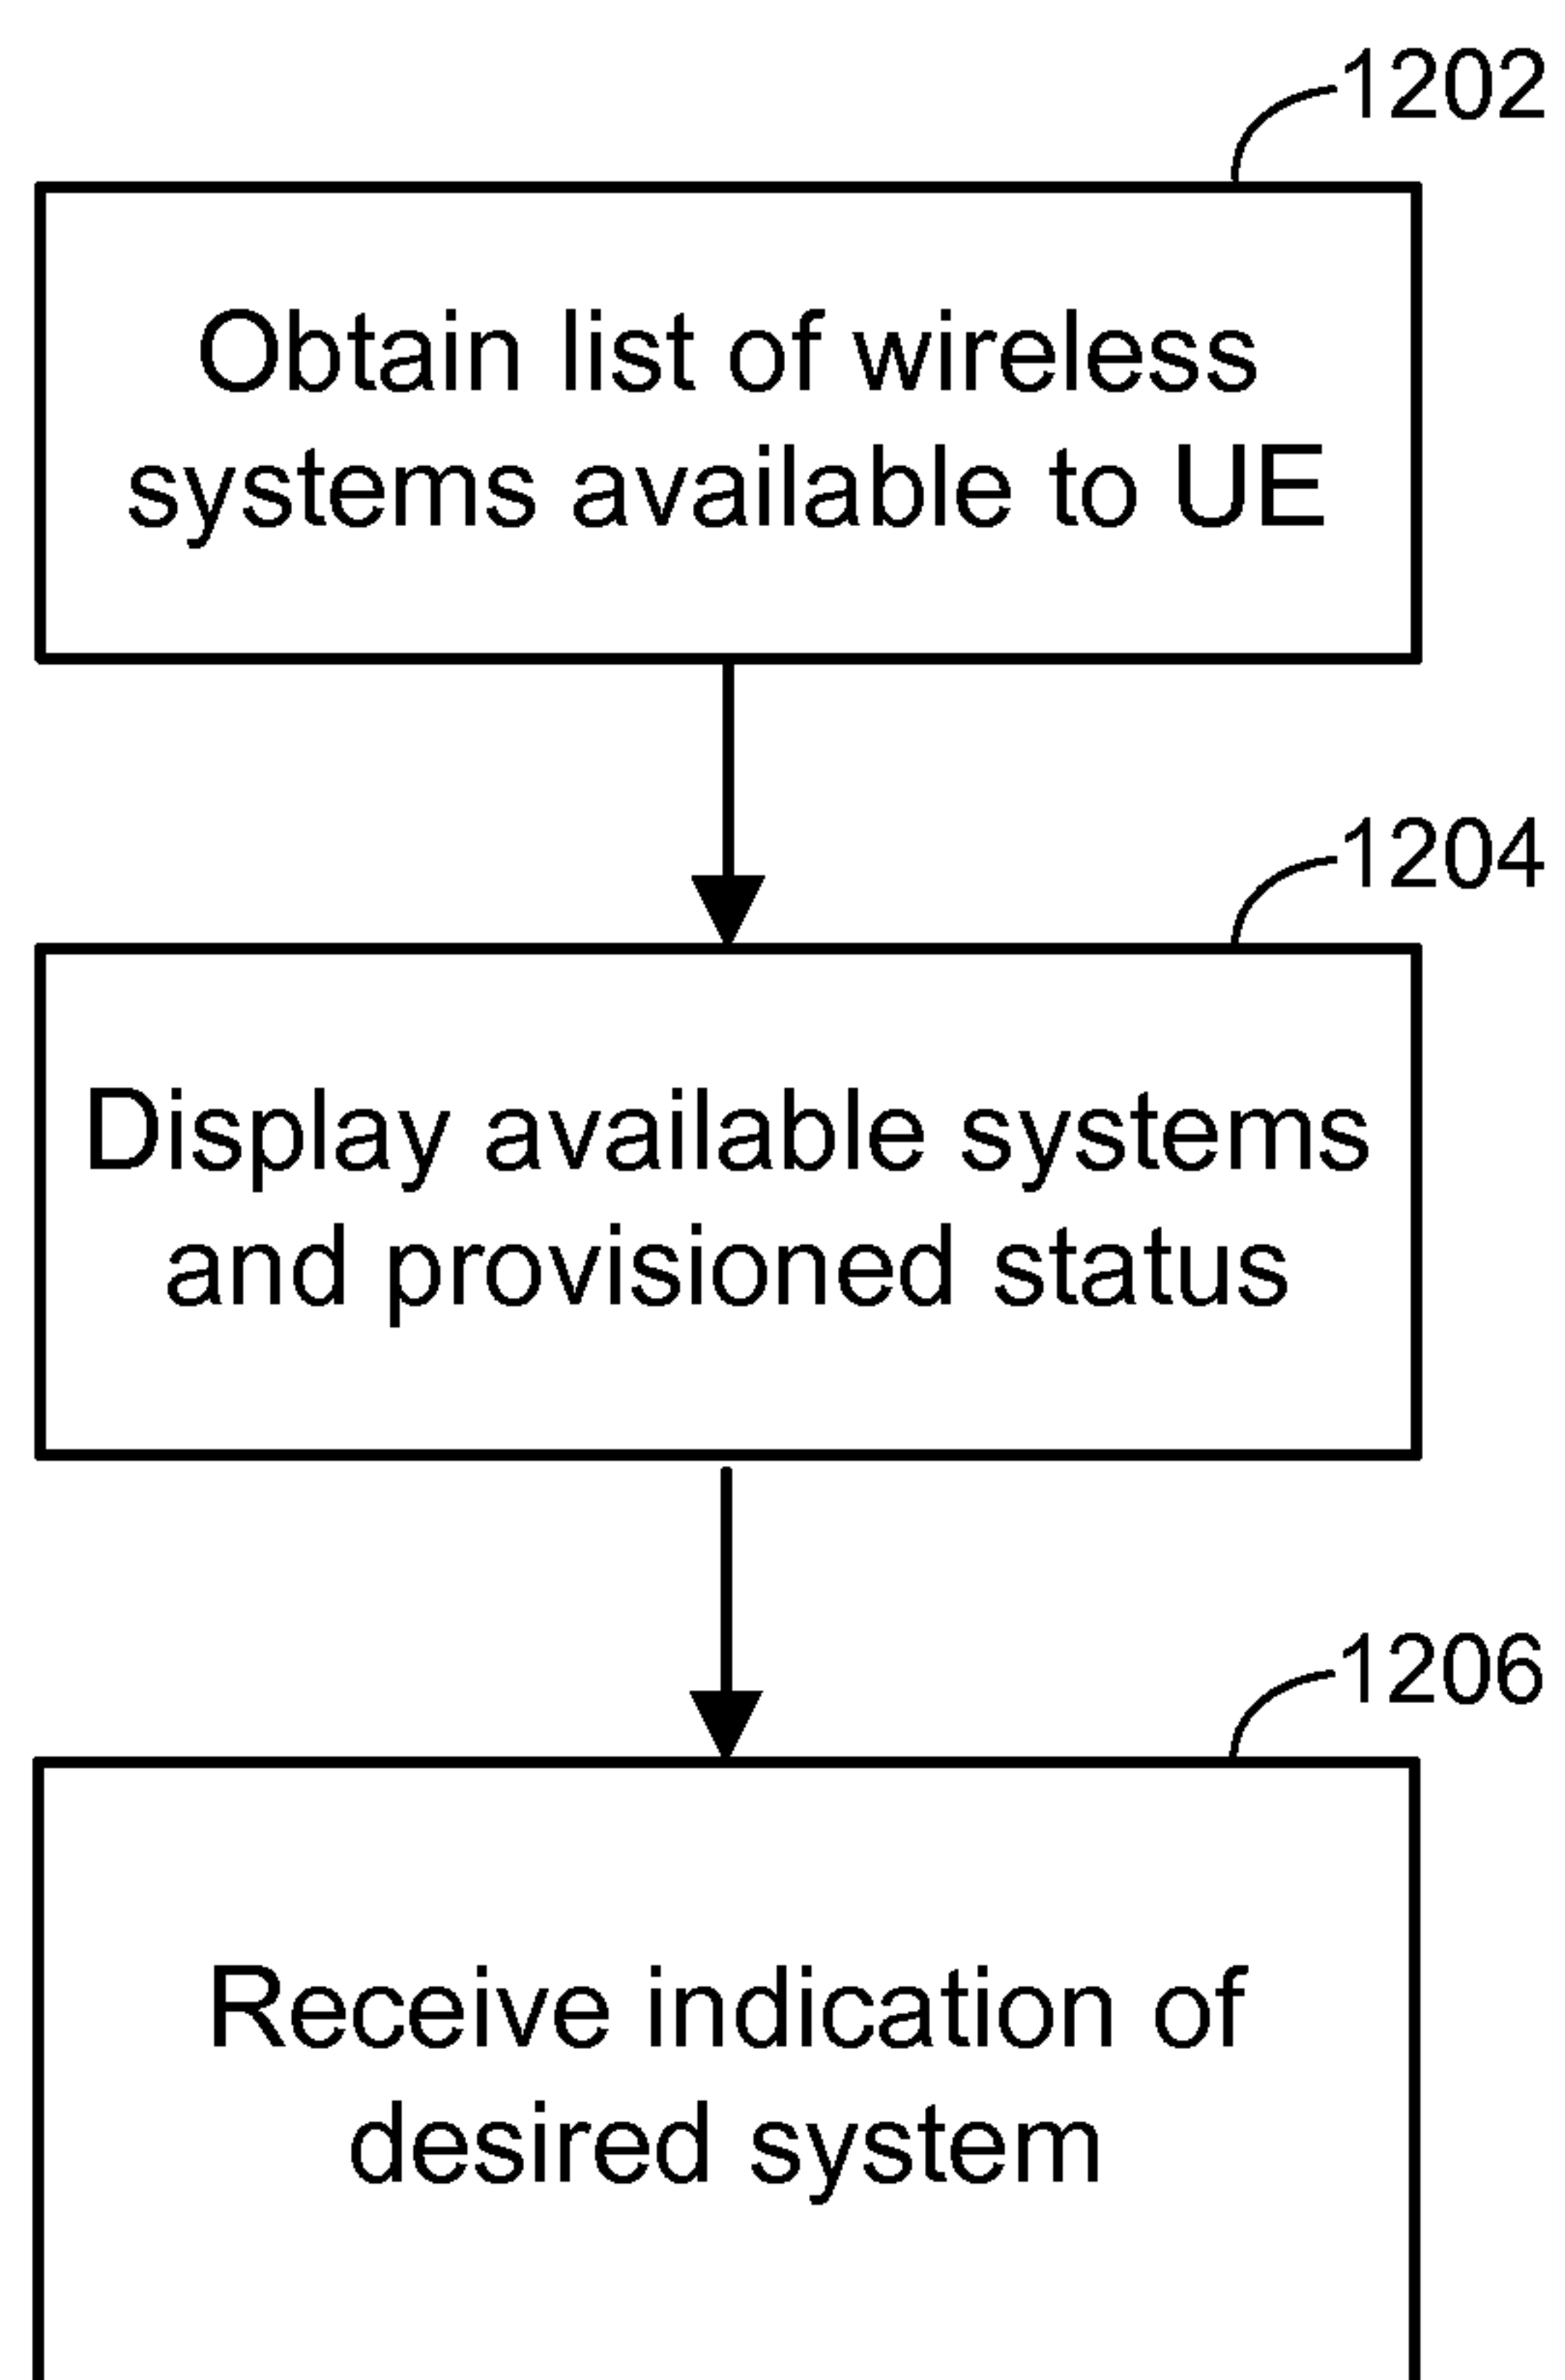 1202
Obtain list of wireless
systems available to UE
1204
Display available systems
and provisioned status
1206
Receive indication of
desired system